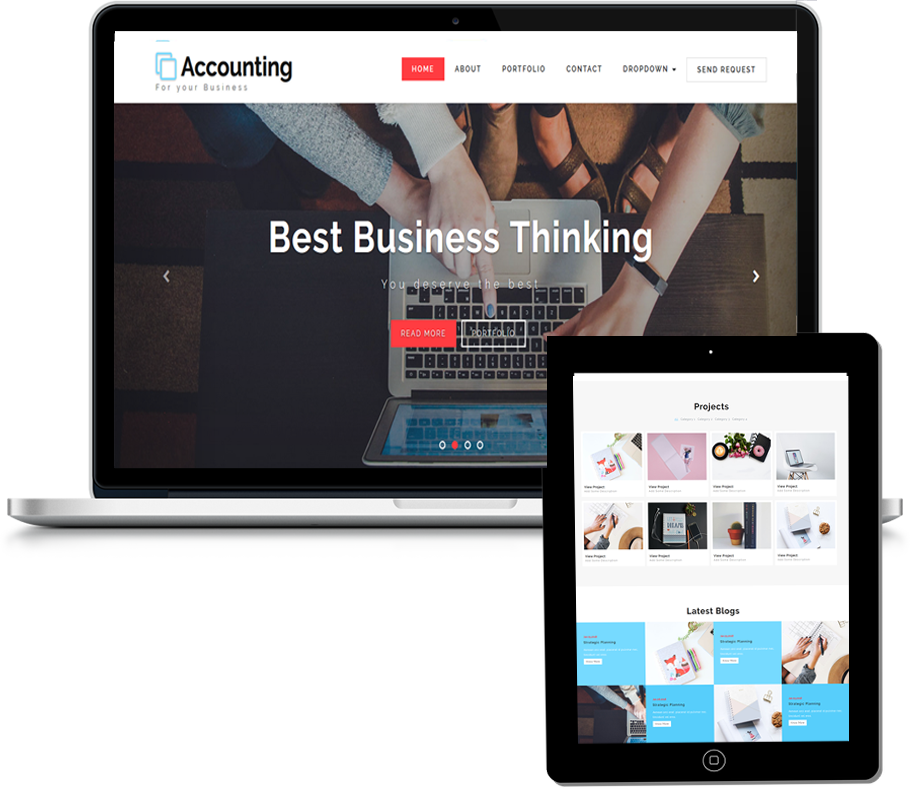 Accounting
For your Business
HOME ABOUT PORTFOLIO CONTACT DROPDOWN SEND REQUEST
Best Business Thinking
You deserve the best
READ MORE PORTFOLIO
Projects
View Project View Project View Project View Project
View Project View Project View Project View Project
Latest Blogs
Strategic Planning Strategic Planning
Strategic Planning Strategic Planning